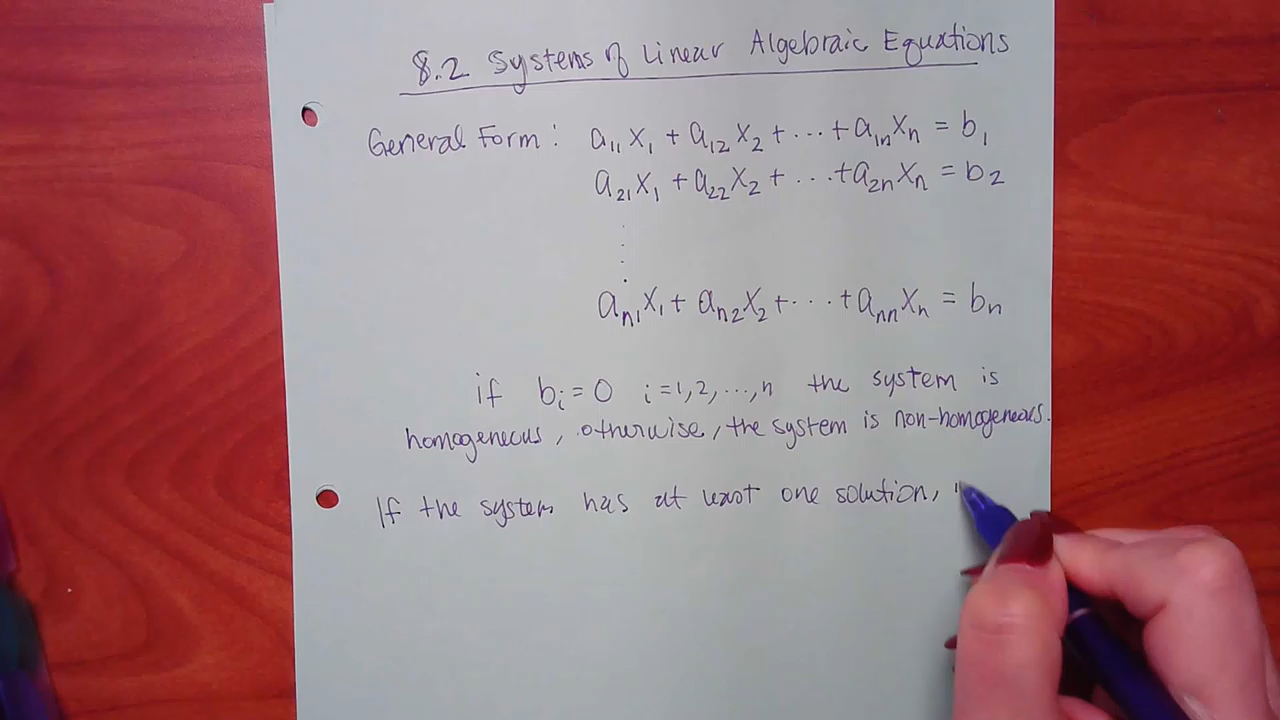 8.2 Systems of Linear Algebraic Equations
General Form: a₁₁x₁ + a₁₂x₂ + ... + a₁ₙxₙ = b₁
a₂₁x₁ + a₂₂x₂ + ... + a₂ₙxₙ = b₂
⋮
aₙ₁x₁ + aₙ₂x₂ + ... + aₙₙxₙ = bₙ
if bᵢ = 0 i = 1, 2, ..., n the system is
homogeneous, otherwise, the system is non-homogeneous.
If the system has at least one solution,